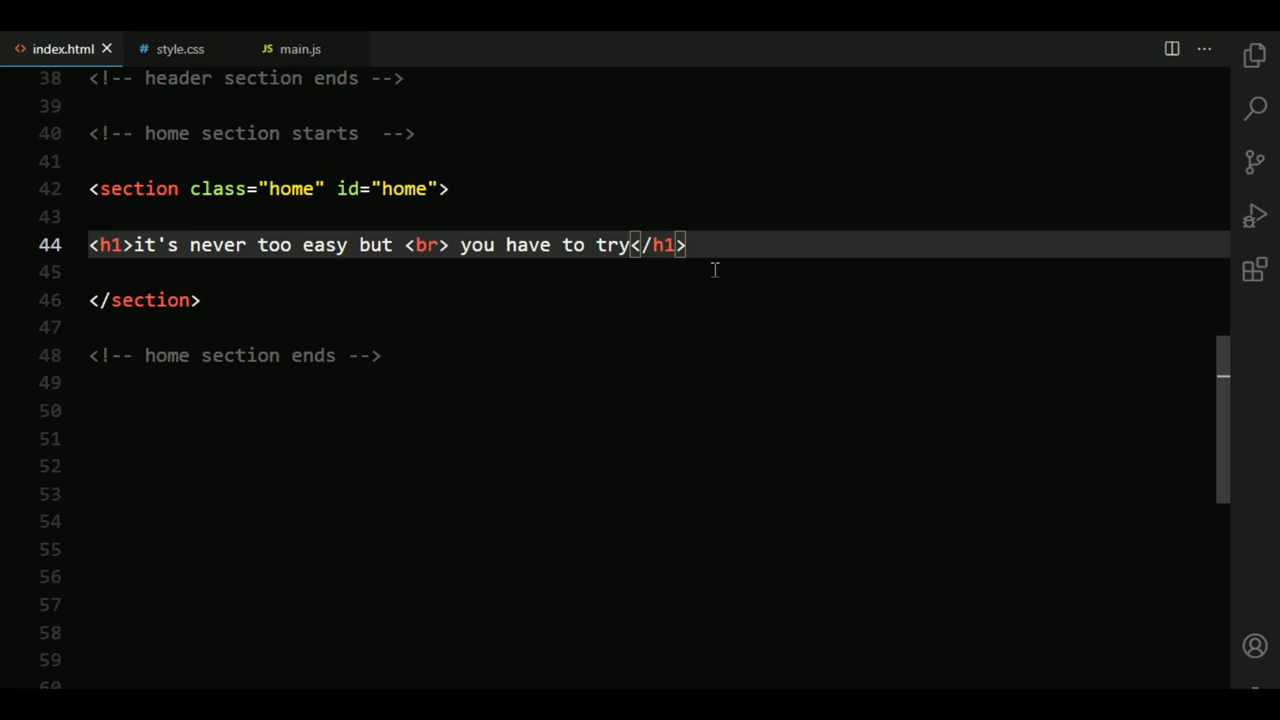 <> index.html × # style.css JS main.js ...
38 <!-- header section ends -->
39
40 <!-- home section starts  -->
41
42 <section class="home" id="home">
43
44 <h1>it's never too easy but <br> you have to try</h1>
45
46 </section>
47
48 <!-- home section ends -->
49
50
51
52
53
54
55
56
57
58
59
60